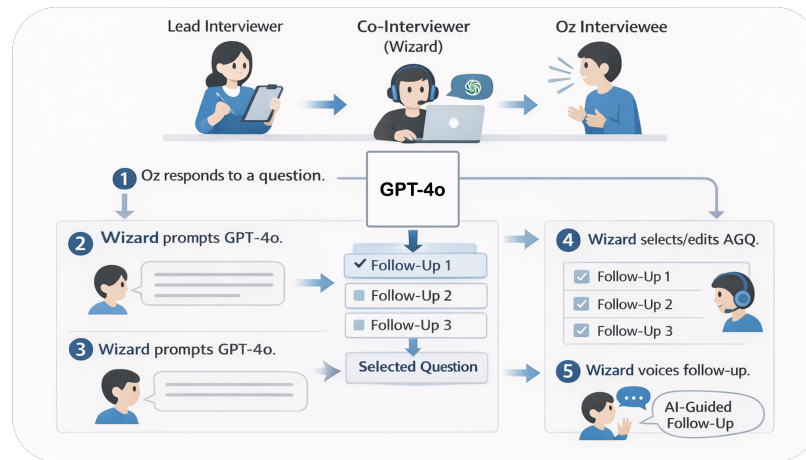 Lead Interviewer
Co-Interviewer
(Wizard)
Oz Interviewee
1 Oz responds to a question.
GPT-4o
2 Wizard prompts GPT-4o.
✓ Follow-Up 1
Follow-Up 2
Follow-Up 3
3 Wizard prompts GPT-4o.
Selected Question
4 Wizard selects/edits AGQ.
Follow-Up 1
Follow-Up 2
Follow-Up 3
5 Wizard voices follow-up.
AI-Guided
Follow-Up